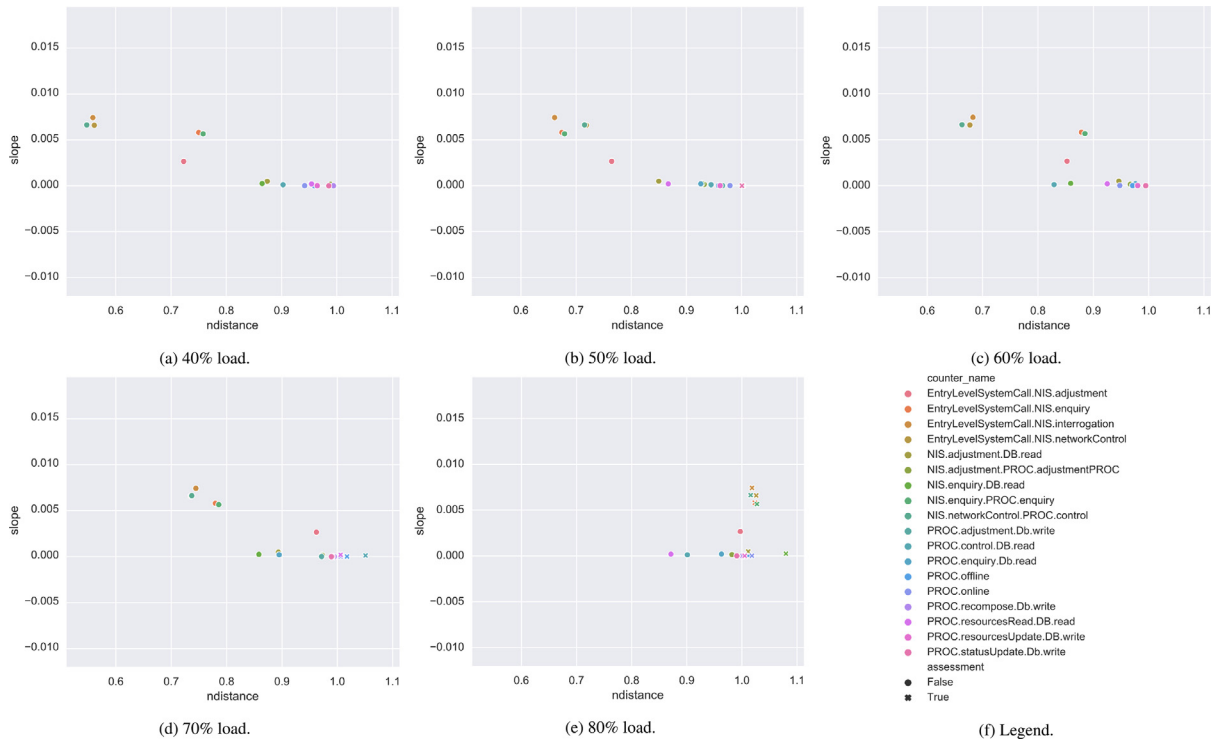 0.015
0.010
0.005
0.000
−0.005
−0.010
slope
0.6 0.7 0.8 0.9 1.0 1.1
ndistance
(a) 40% load.
0.015
0.010
0.005
0.000
−0.005
−0.010
slope
0.6 0.7 0.8 0.9 1.0 1.1
ndistance
(b) 50% load.
0.015
0.010
0.005
0.000
−0.005
−0.010
slope
0.6 0.7 0.8 0.9 1.0 1.1
ndistance
(c) 60% load.
0.015
0.010
0.005
0.000
−0.005
−0.010
slope
0.6 0.7 0.8 0.9 1.0 1.1
ndistance
(d) 70% load.
0.015
0.010
0.005
0.000
−0.005
−0.010
slope
0.6 0.7 0.8 0.9 1.0 1.1
ndistance
(e) 80% load.
counter_name
EntryLevelSystemCall.NIS.adjustment
EntryLevelSystemCall.NIS.enquiry
EntryLevelSystemCall.NIS.interrogation
EntryLevelSystemCall.NIS.networkControl
NIS.adjustment.DB.read
NIS.adjustment.PROC.adjustmentPROC
NIS.enquiry.DB.read
NIS.enquiry.PROC.enquiry
NIS.networkControl.PROC.control
PROC.adjustment.Db.write
PROC.control.DB.read
PROC.enquiry.Db.read
PROC.offline
PROC.online
PROC.recompose.Db.write
PROC.resourcesRead.DB.read
PROC.resourcesUpdate.DB.write
PROC.statusUpdate.Db.write
assessment
False
True
(f) Legend.